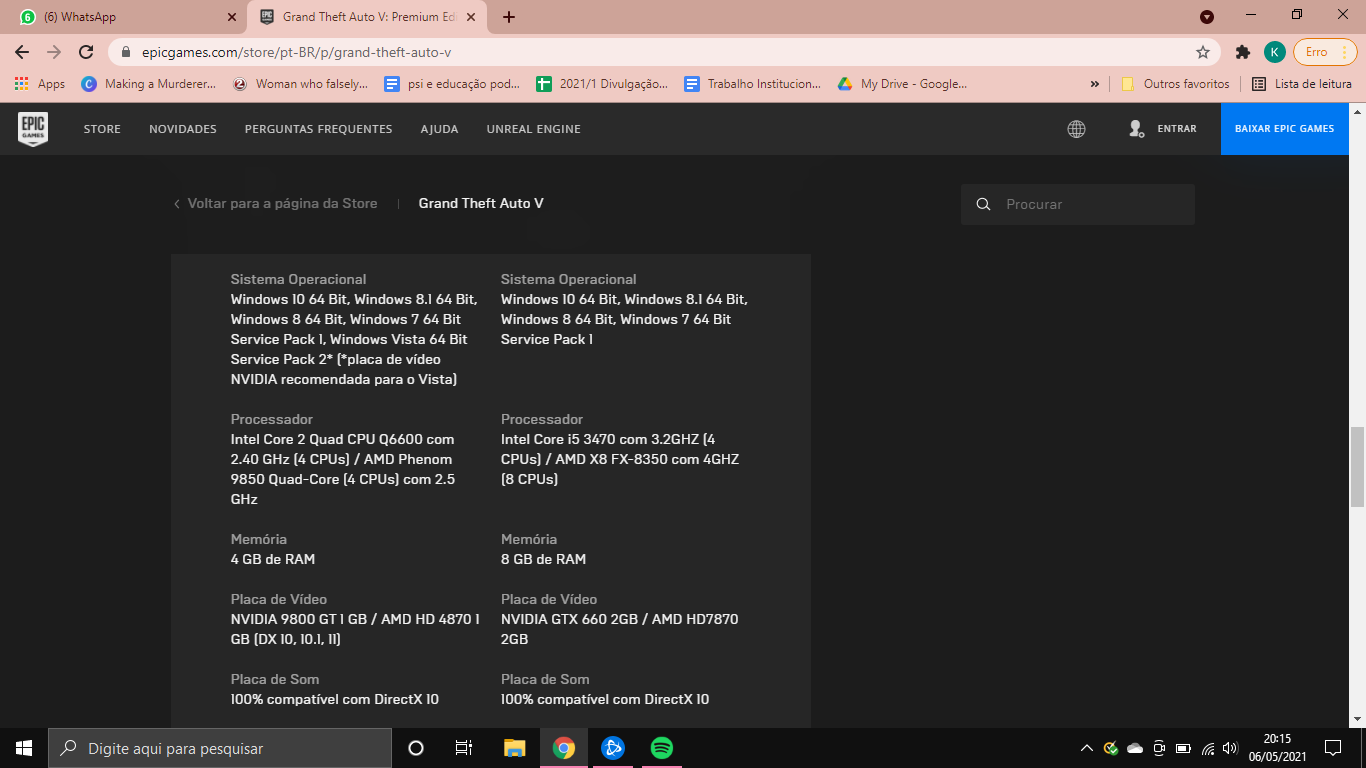 (6) WhatsApp
Grand Theft Auto V: Premium Edi
epicgames.com/store/pt-BR/p/grand-theft-auto-v
K
Erro
Apps
Making a Murderer...
Woman who falsely...
psi e educação pod...
2021/1 Divulgação...
Trabalho Institucion...
My Drive - Google...
»
Outros favoritos
Lista de leitura
EPIC
GAMES
STORE
NOVIDADES
PERGUNTAS FREQUENTES
AJUDA
UNREAL ENGINE
ENTRAR
BAIXAR EPIC GAMES
Voltar para a página da Store
Grand Theft Auto V
Procurar
Sistema Operacional
Windows 10 64 Bit, Windows 8.1 64 Bit,
Windows 8 64 Bit, Windows 7 64 Bit
Service Pack 1, Windows Vista 64 Bit
Service Pack 2* (*placa de vídeo
NVIDIA recomendada para o Vista)
Sistema Operacional
Windows 10 64 Bit, Windows 8.1 64 Bit,
Windows 8 64 Bit, Windows 7 64 Bit
Service Pack 1
Processador
Intel Core 2 Quad CPU Q6600 com
2.40 GHz (4 CPUs) / AMD Phenom
9850 Quad-Core (4 CPUs) com 2.5
GHz
Processador
Intel Core i5 3470 com 3.2GHZ (4
CPUs) / AMD X8 FX-8350 com 4GHZ
(8 CPUs)
Memória
4 GB de RAM
Memória
8 GB de RAM
Placa de Vídeo
NVIDIA 9800 GT 1 GB / AMD HD 4870 1
GB (DX 10, 10.1, 11)
Placa de Vídeo
NVIDIA GTX 660 2GB / AMD HD7870
2GB
Placa de Som
100% compatível com DirectX 10
Placa de Som
100% compatível com DirectX 10
Digite aqui para pesquisar
20:15
06/05/2021